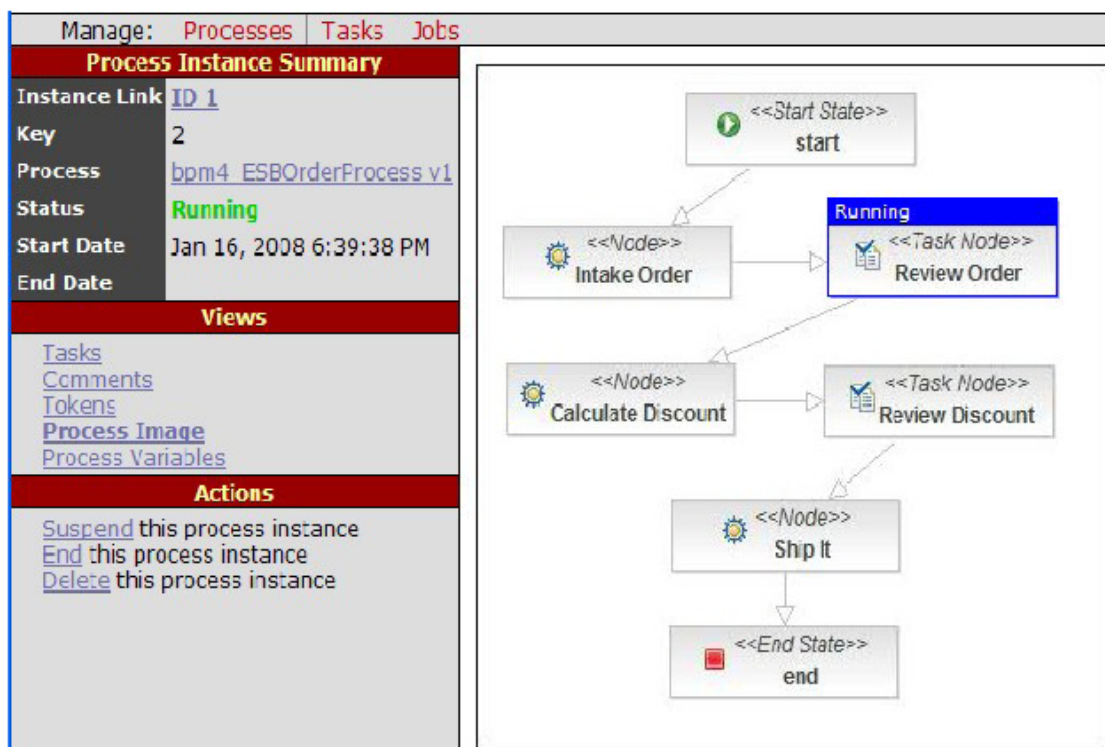 Manage: Processes Tasks Jobs
Process Instance Summary
Instance Link ID 1
Key 2
Process bpm4_ESBOrderProcess v1
Status Running
Start Date Jan 16, 2008 6:39:38 PM
End Date
Views
Tasks
Comments
Tokens
Process Image
Process Variables
Actions
Suspend this process instance
End this process instance
Delete this process instance
<<Start State>>
start
<<Node>>
Intake Order
Running
<<Task Node>>
Review Order
<<Node>>
Calculate Discount
<<Task Node>>
Review Discount
<<Node>>
Ship It
<<End State>>
end